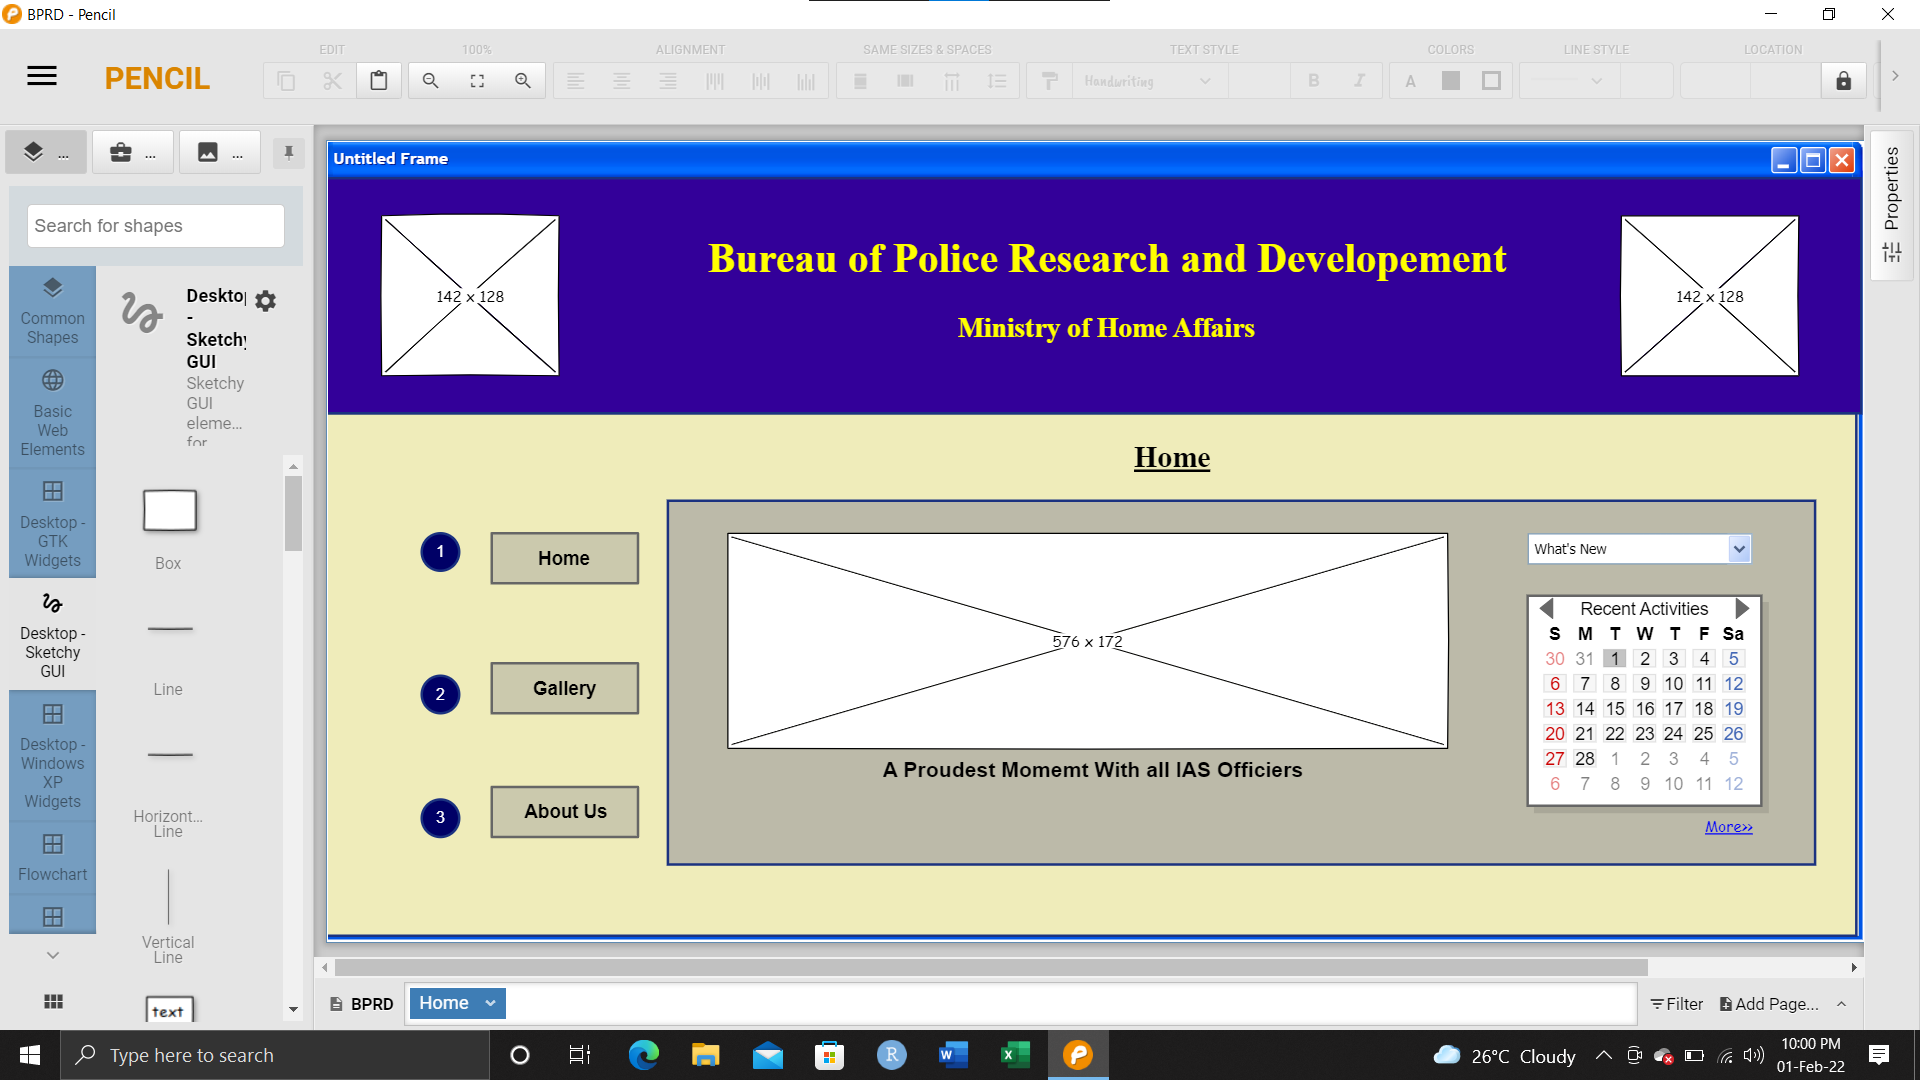 BPRD - Pencil
EDIT
100%
ALIGNMENT
SAME SIZES & SPACES
TEXT STYLE
COLORS
LINE STYLE
LOCATION
PENCIL
Handwriting
B
I
A
...
...
...
Search for shapes
Common
Shapes
Basic
Web
Elements
Desktop -
GTK
Widgets
Desktop -
Sketchy
GUI
Desktop -
Windows
XP
Widgets
Flowchart
Desktop
-
Sketchy
GUI
Sketchy
GUI
eleme...
for
Box
Line
Horizont...
Line
Vertical
Line
text
Untitled Frame
142 x 128
Bureau of Police Research and Developement
Ministry of Home Affairs
142 x 128
Home
1
Home
2
Gallery
3
About Us
576 x 172
A Proudest Momemt With all IAS Officiers
What's New
Recent Activities
S M T W T F Sa
30 31 1 2 3 4 5
6 7 8 9 10 11 12
13 14 15 16 17 18 19
20 21 22 23 24 25 26
27 28 1 2 3 4 5
6 7 8 9 10 11 12
More>>
Properties
BPRD
Home
Filter
Add Page...
Type here to search
R
W
X
26°C Cloudy
10:00 PM
01-Feb-22